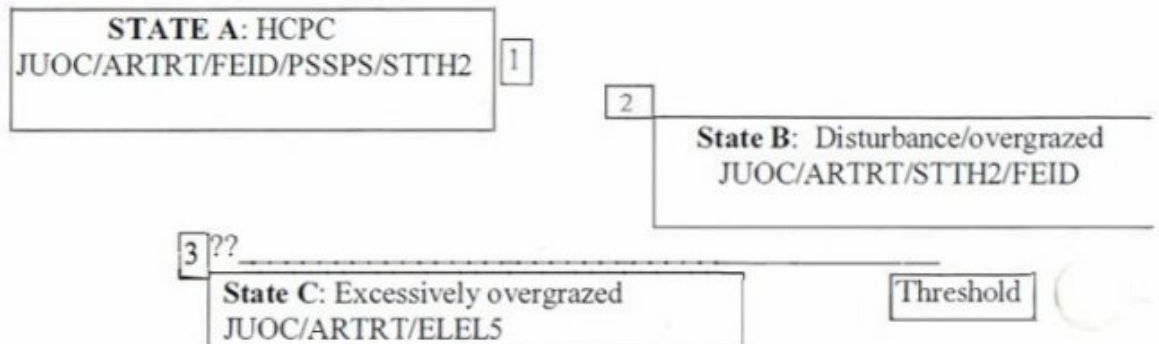 STATE A: HCPC
JUOC/ARTRT/FEID/PSSPS/STTH2
1
2
State B: Disturbance/overgrazed
JUOC/ARTRT/STTH2/FEID
3 ??
State C: Excessively overgrazed
JUOC/ARTRT/ELEL5
Threshold